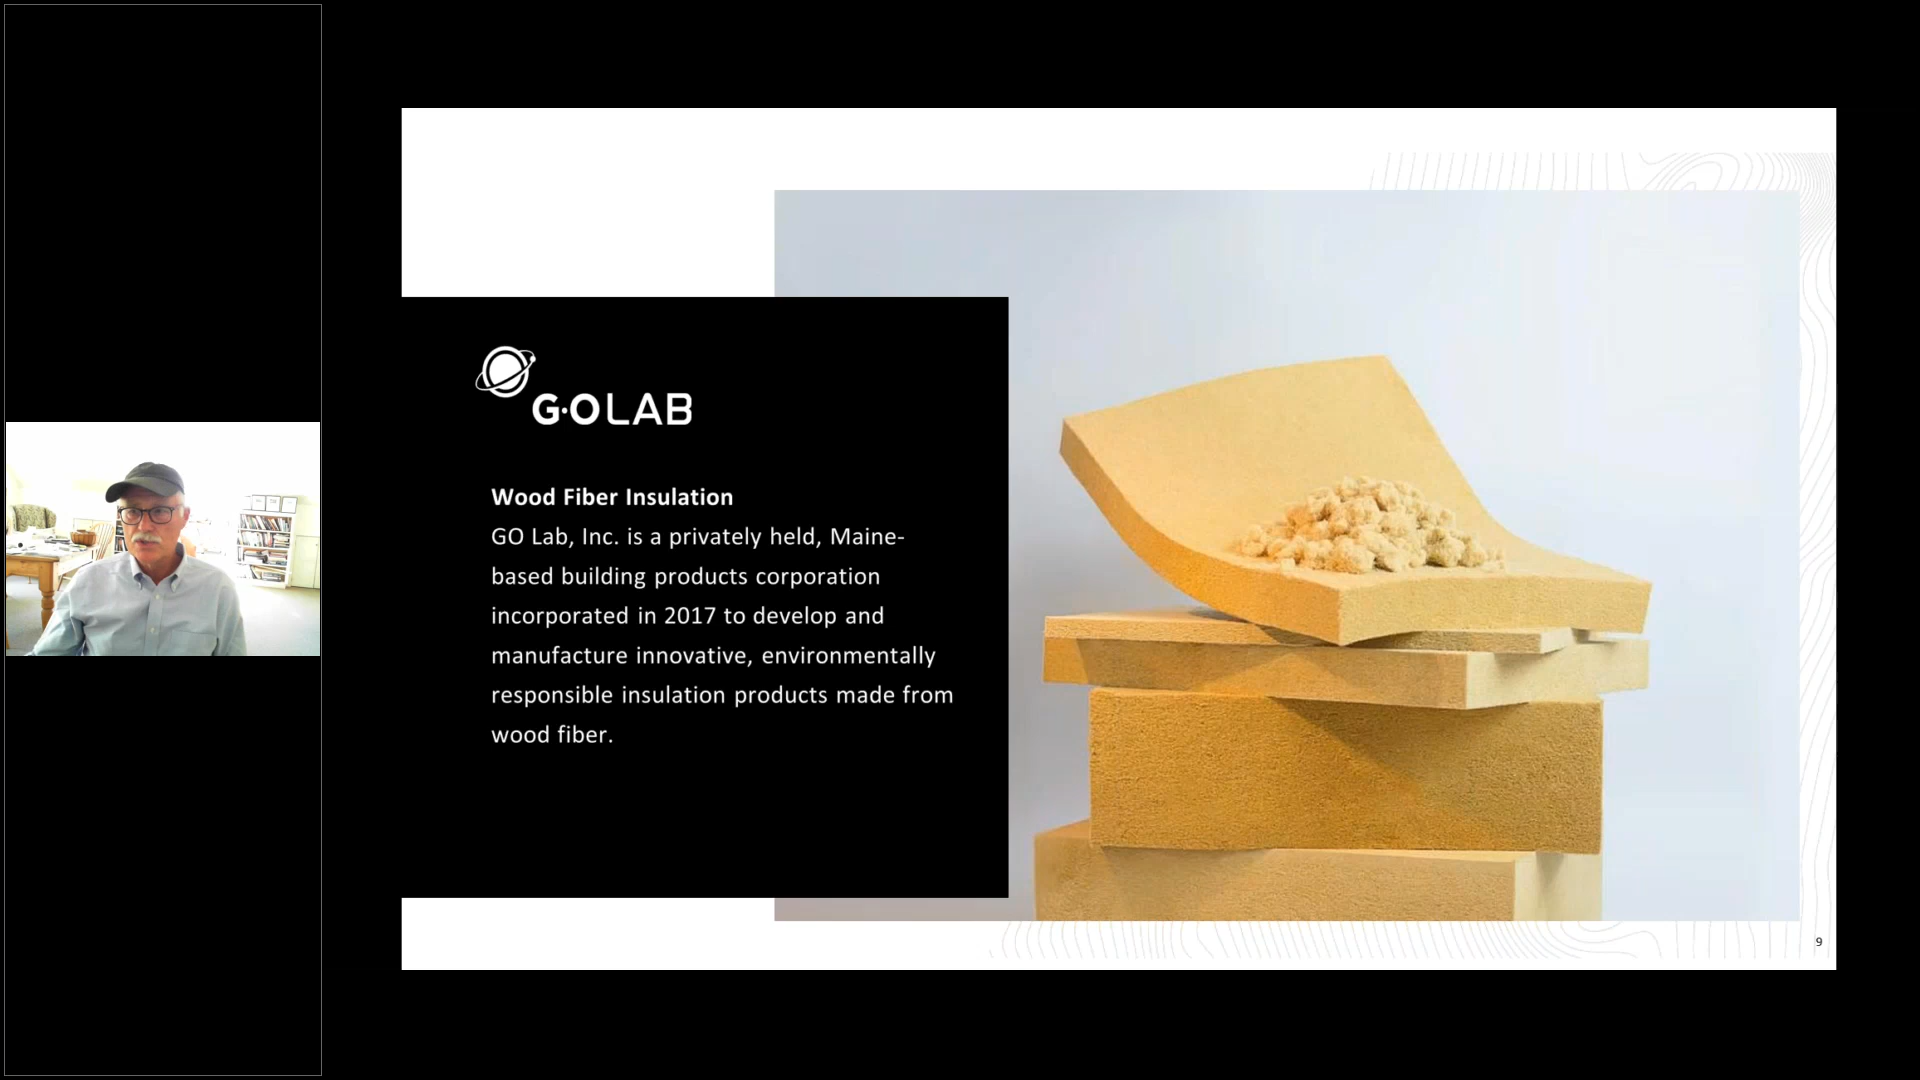 G·OLAB
Wood Fiber Insulation
GO Lab, Inc. is a privately held, Maine-
based building products corporation
incorporated in 2017 to develop and
manufacture innovative, environmentally
responsible insulation products made from
wood fiber.
9